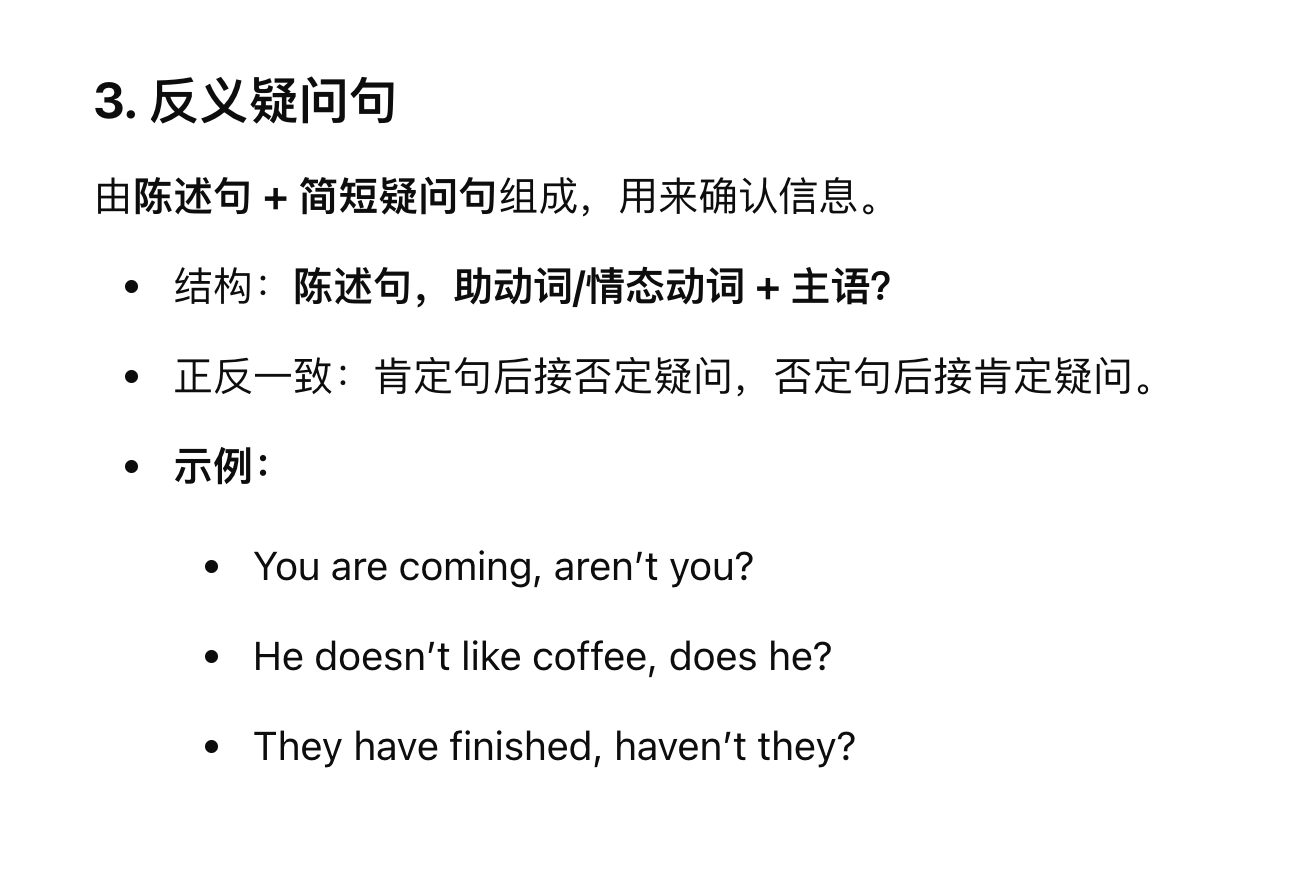 3. 反义疑问句
由陈述句 + 简短疑问句组成，用来确认信息。
结构：陈述句，助动词/情态动词 + 主语?
正反一致：肯定句后接否定疑问，否定句后接肯定疑问。
示例：
You are coming, aren’t you?
He doesn’t like coffee, does he?
They have finished, haven’t they?